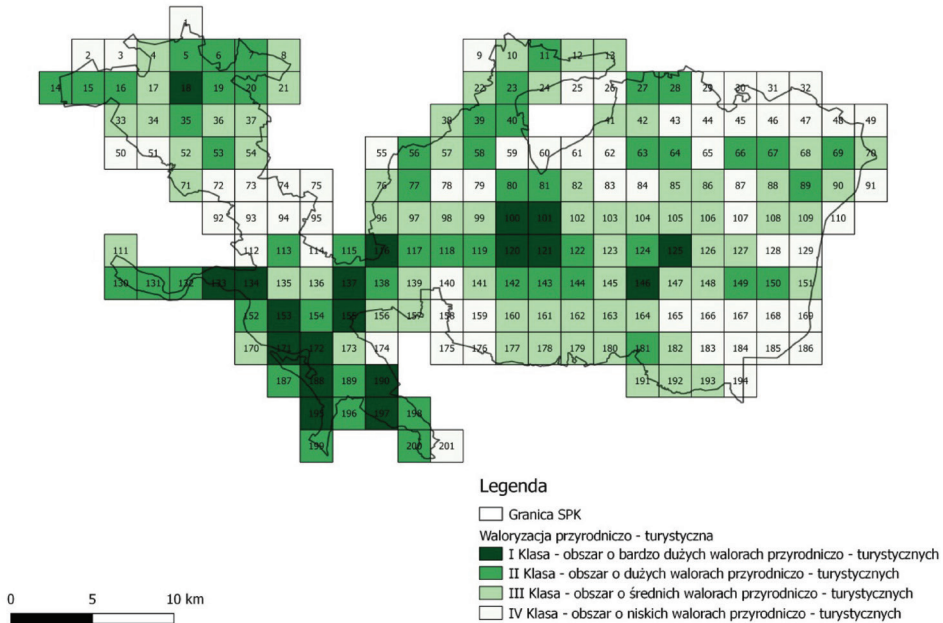 1
2 3 4 5 6 7 8 9 10 11 12 13
14 15 16 17 18 19 20 21 22 23 24 25 26 27 28 29 30 31 32
33 34 35 36 37 38 39 40 41 42 43 44 45 46 47 48 49
50 51 52 53 54 55 56 57 58 59 60 61 62 63 64 65 66 67 68 69 70
71 72 73 74 75 76 77 78 79 80 81 82 83 84 85 86 87 88 89 90 91
92 93 94 95 96 97 98 99 100 101 102 103 104 105 106 107 108 109 110
111 112 113 114 115 116 117 118 119 120 121 122 123 124 125 126 127 128 129
130 131 132 133 134 135 136 137 138 139 140 141 142 143 144 145 146 147 148 149 150 151
152 153 154 155 156 157 158 159 160 161 162 163 164 165 166 167 168 169
170 171 172 173 174 175 176 177 178 179 180 181 182 183 184 185 186
187 188 189 190 191 192 193 194
195 196 197 198
199 200 201
Legenda
Granica SPK
Waloryzacja przyrodniczo - turystyczna
I Klasa - obszar o bardzo dużych walorach przyrodniczo - turystycznych
II Klasa - obszar o dużych walorach przyrodniczo - turystycznych
III Klasa - obszar o średnich walorach przyrodniczo - turystycznych
IV Klasa - obszar o niskich walorach przyrodniczo - turystycznych
0 5 10 km